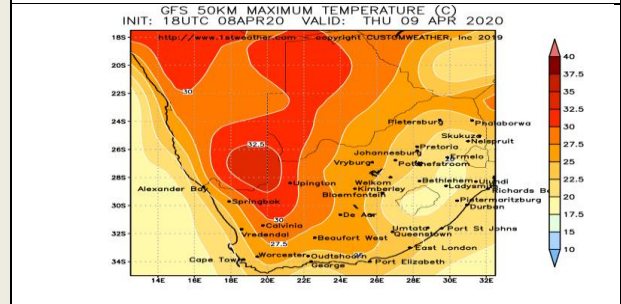 GFS 50KM MAXIMUM TEMPERATURE (C)
INIT: 18UTC 08APR20 VALID: THU 09 APR 2020
http://www.1stweather.com -- copyright CUSTOMWEATHER, Inc 2019
18S
20S
22S
24S
26S
28S
30S
32S
34S
14E 16E 18E 20E 22E 24E 26E 28E 30E 32E
40
37.5
35
32.5
30
27.5
25
22.5
20
17.5
15
10
30
32.5
Pietersburg
Phalaborwa
Skukuza
Nelspruit
Pretoria
Johannesburg
Ermelo
Vryburg
Potchefstroom
Bethlehem
Ulundi
Alexander Bay
Upington
Welkom
Kimberley
Ladysmith
Richards B
Springbok
Bloemfontein
Pietermaritzburg
Durban
De Aar
30
Calvinia
Vredendal
Umtata
Port St Johns
27.5
Beaufort West
Queenstown
East London
Cape Town
Worcester
Oudtshoorn
George
Port Elizabeth